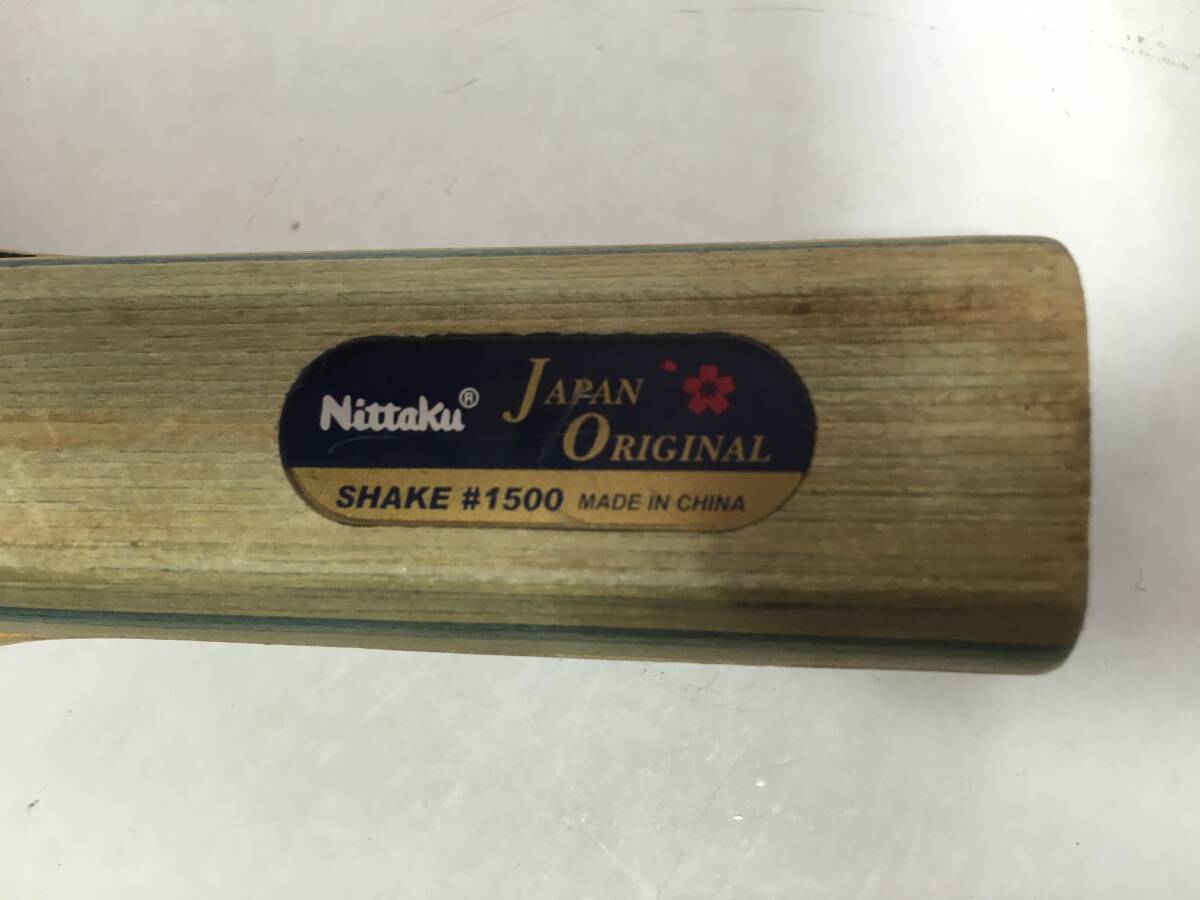 Nittaku®
JAPAN
ORIGINAL
SHAKE #1500 MADE IN CHINA